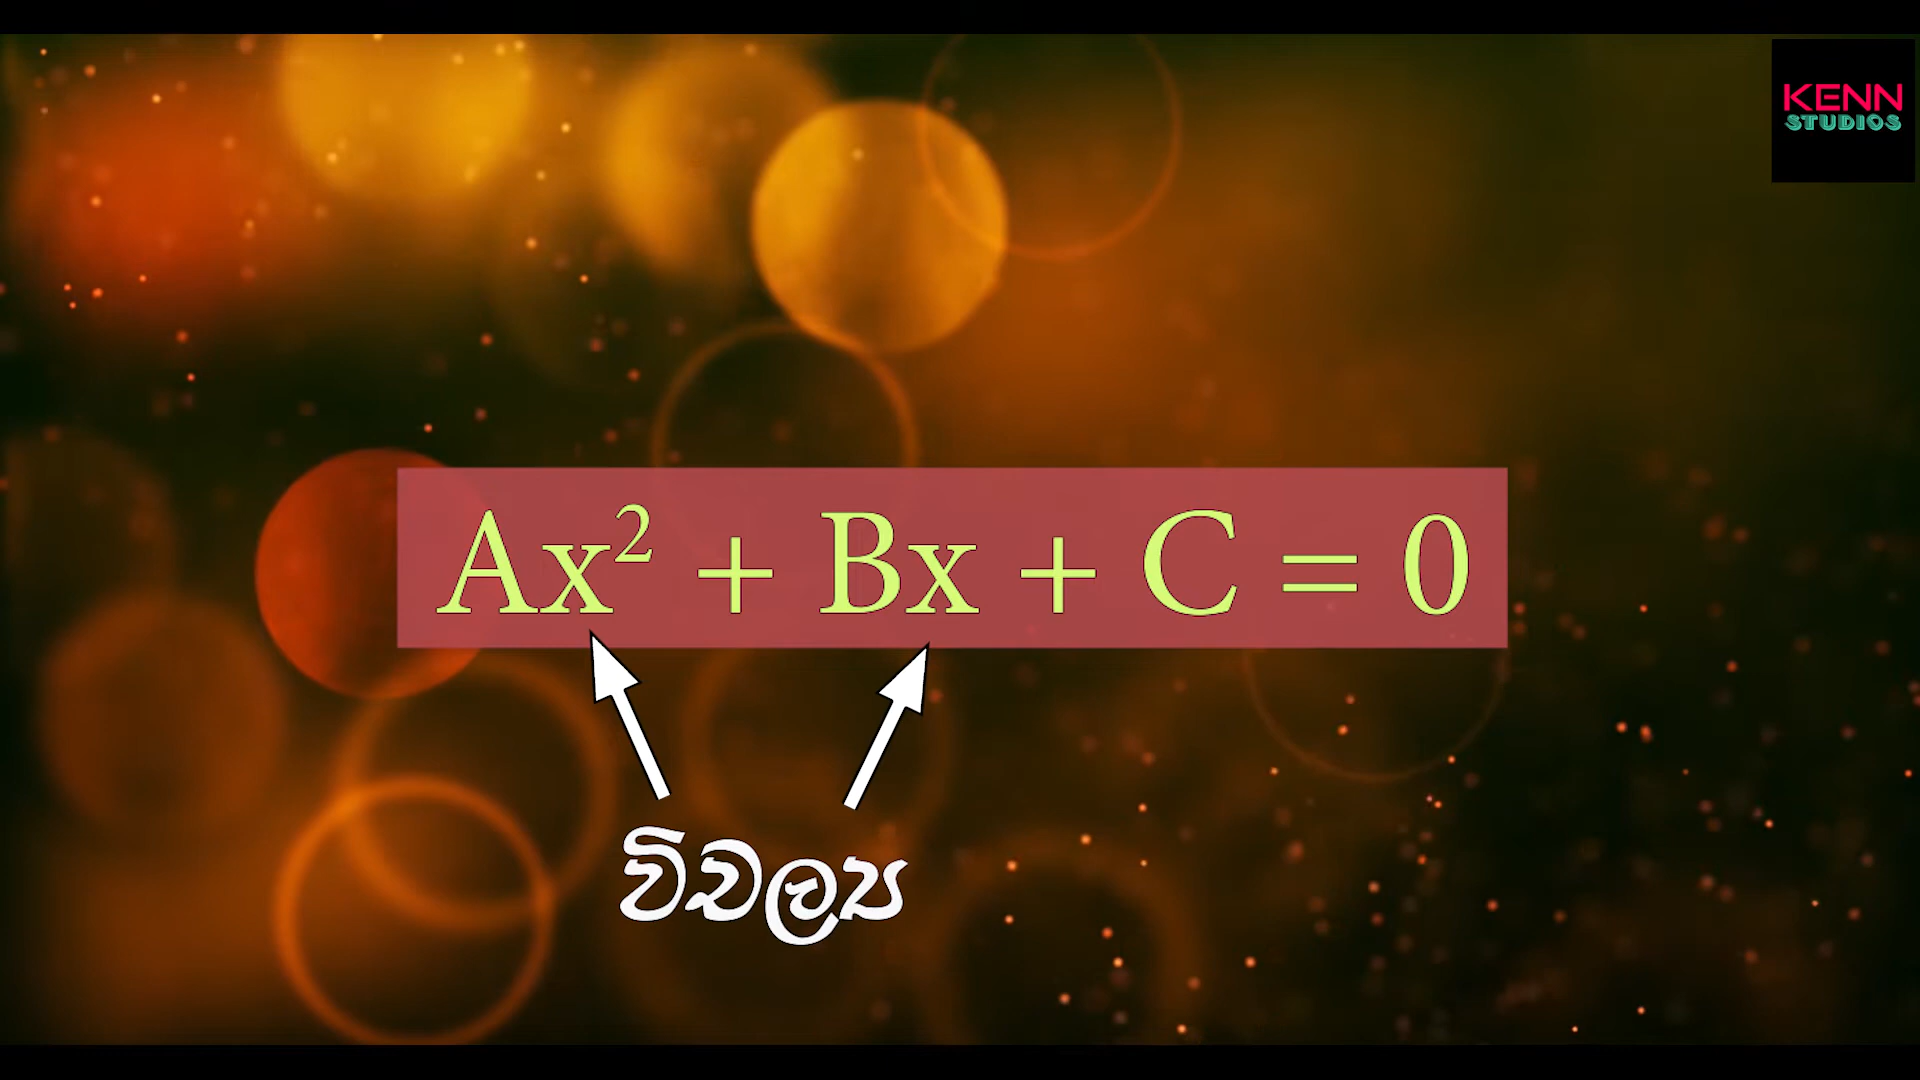 KENN
STUDIOS
Ax² + Bx + C = 0
විචල්‍ය